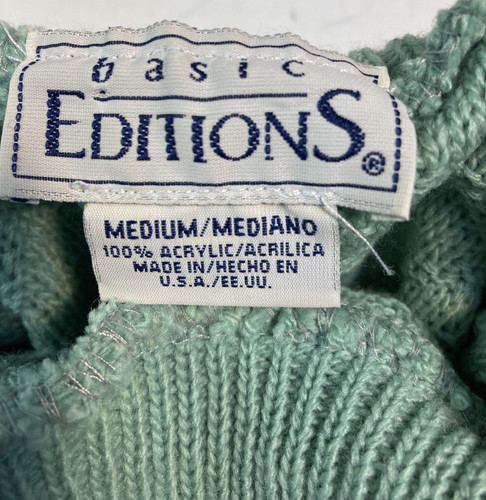 basic
EDITIONS®
MEDIUM/MEDIANO
100% ACRYLIC/ACRILICA
MADE IN/HECHO EN
U.S.A./EE.UU.